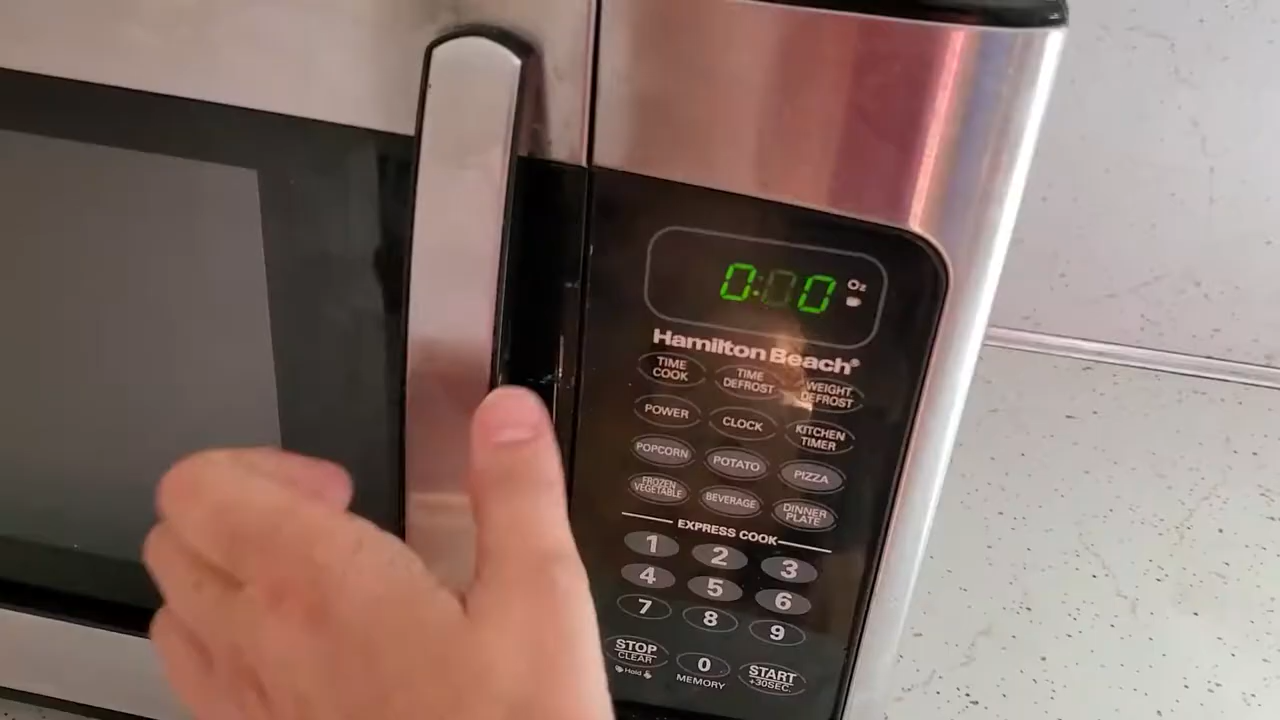 0:00
Oz
Hamilton Beach®
TIME COOK
TIME DEFROST
WEIGHT DEFROST
POWER
CLOCK
KITCHEN TIMER
POPCORN
POTATO
PIZZA
FROZEN VEGETABLE
BEVERAGE
DINNER PLATE
EXPRESS COOK
1 2 3
4 5 6
7 8 9
STOP
CLEAR
Hold
0
MEMORY
START
+30SEC.